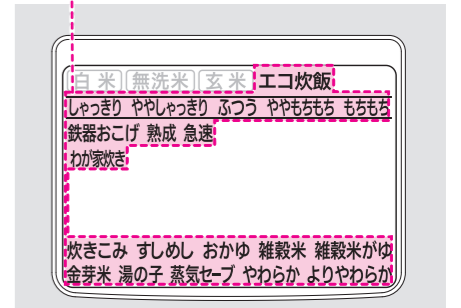 白米 無洗米 玄米 エコ炊飯
しゃっきり ややしゃっきり ふつう ややもちもち もちもち
鉄器おこげ 熟成 急速
わが家炊き
炊きこみ すしめし おかゆ 雑穀米 雑穀米がゆ
金芽米 湯の子 蒸気セーブ やわらか よりやわらか